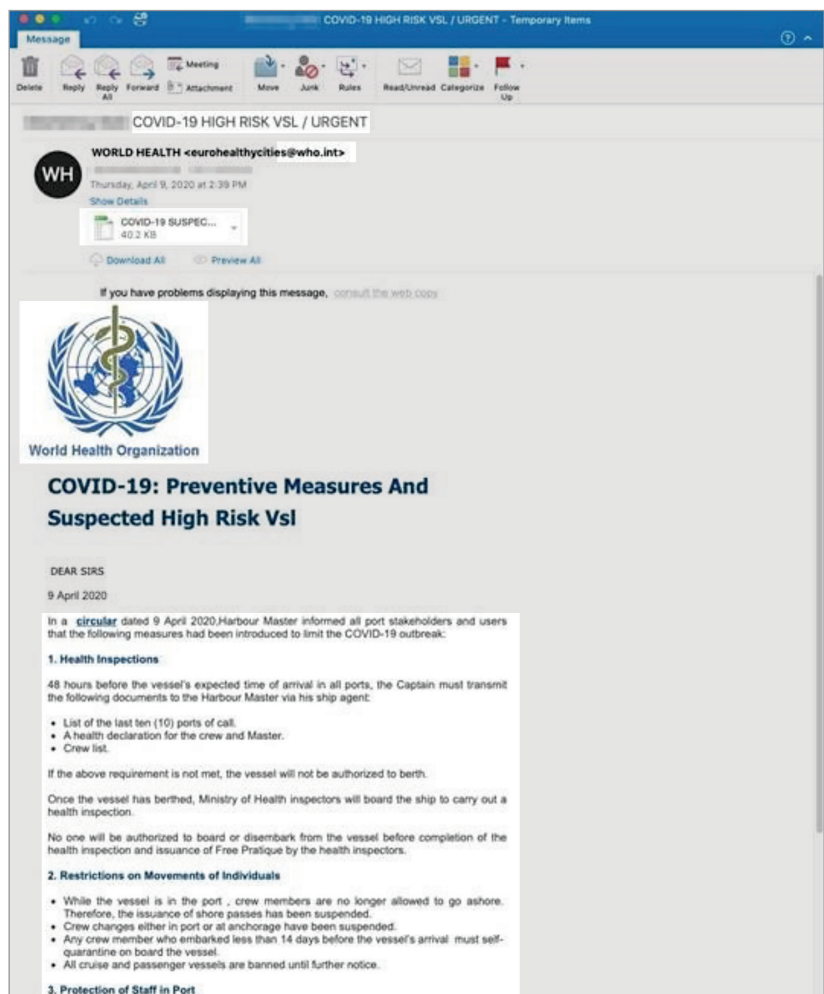 COVID-19 HIGH RISK VSL / URGENT - Temporary Items
Message
Delete
Reply
Reply All
Forward
Meeting
Attachment
Move
Junk
Rules
Read/Unread
Categorize
Follow Up
COVID-19 HIGH RISK VSL / URGENT
WH
WORLD HEALTH <eurohealthycities@who.int>
Thursday, April 9, 2020 at 2:39 PM
Show Details
COVID-19 SUSPEC...
40.2 KB
Download All
Preview All
If you have problems displaying this message, consult the web copy
World Health Organization
COVID-19: Preventive Measures And
Suspected High Risk Vsl
DEAR SIRS
9 April 2020
In a circular dated 9 April 2020,Harbour Master informed all port stakeholders and users
that the following measures had been introduced to limit the COVID-19 outbreak:
1. Health Inspections
48 hours before the vessel's expected time of arrival in all ports, the Captain must transmit
the following documents to the Harbour Master via his ship agent:
• List of the last ten (10) ports of call.
• A health declaration for the crew and Master.
• Crew list.
If the above requirement is not met, the vessel will not be authorized to berth.
Once the vessel has berthed, Ministry of Health inspectors will board the ship to carry out a
health inspection.
No one will be authorized to board or disembark from the vessel before completion of the
health inspection and issuance of Free Pratique by the health inspectors.
2. Restrictions on Movements of Individuals
• While the vessel is in the port , crew members are no longer allowed to go ashore.
Therefore, the issuance of shore passes has been suspended.
• Crew changes either in port or at anchorage have been suspended.
• Any crew member who embarked less than 14 days before the vessel's arrival must self-
quarantine on board the vessel.
• All cruise and passenger vessels are banned until further notice.
3. Protection of Staff in Port